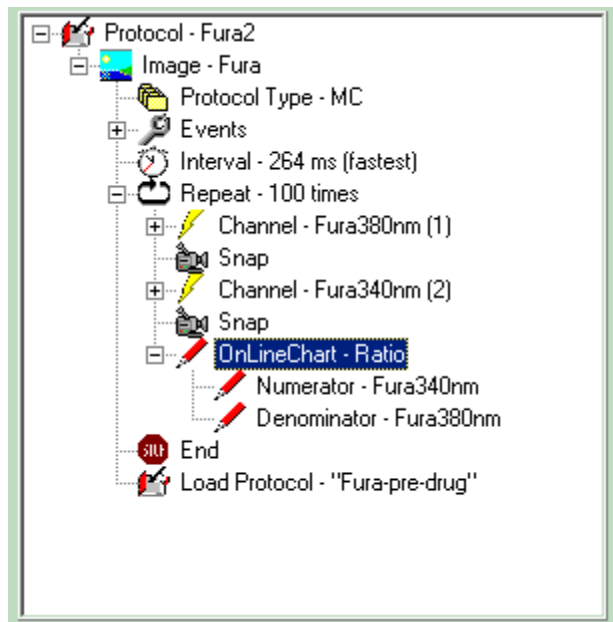 Protocol - Fura2
Image - Fura
Protocol Type - MC
Events
Interval - 264 ms (fastest)
Repeat - 100 times
Channel - Fura380nm (1)
Snap
Channel - Fura340nm (2)
Snap
OnLineChart - Ratio
Numerator - Fura340nm
Denominator - Fura380nm
End
Load Protocol - "Fura-pre-drug"